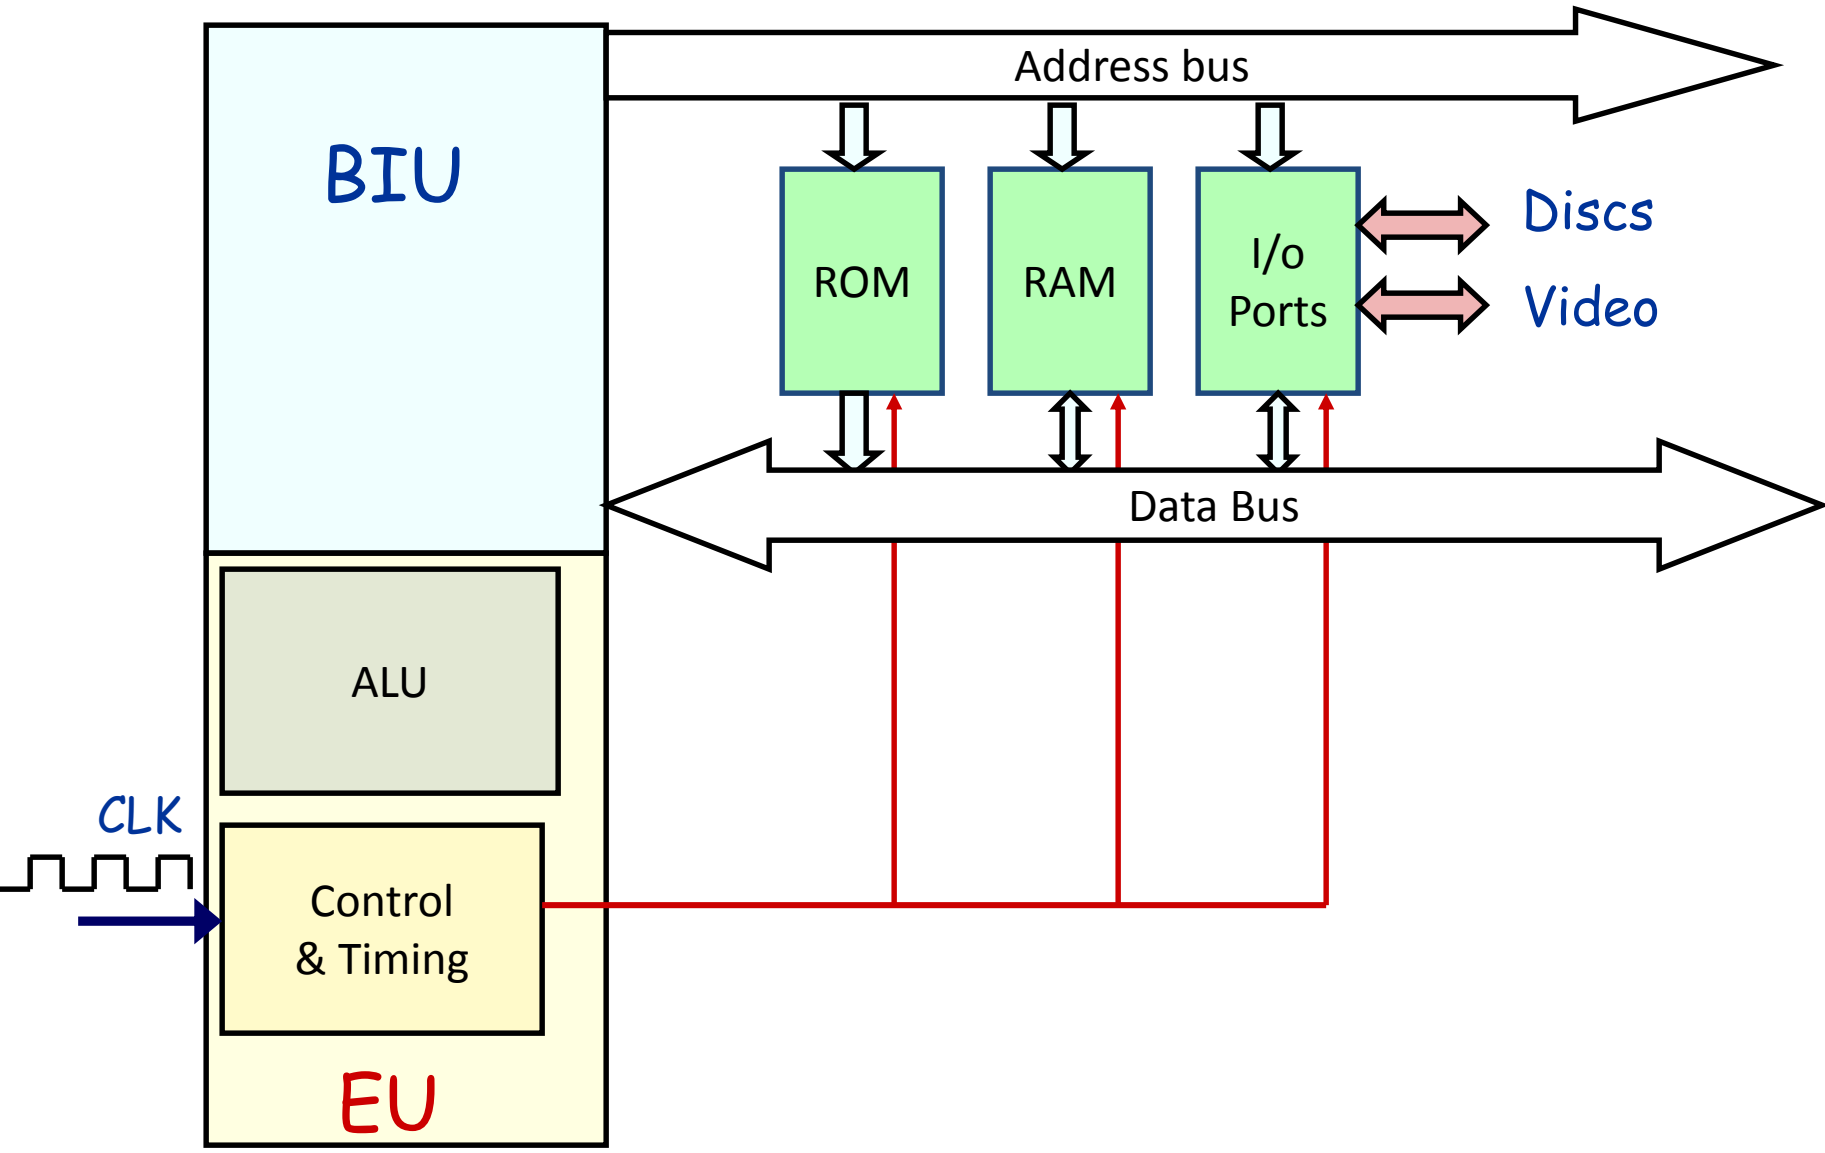 Address bus
BIU
ROM
RAM
I/o
Ports
Discs
Video
Data Bus
ALU
CLK
Control
& Timing
EU